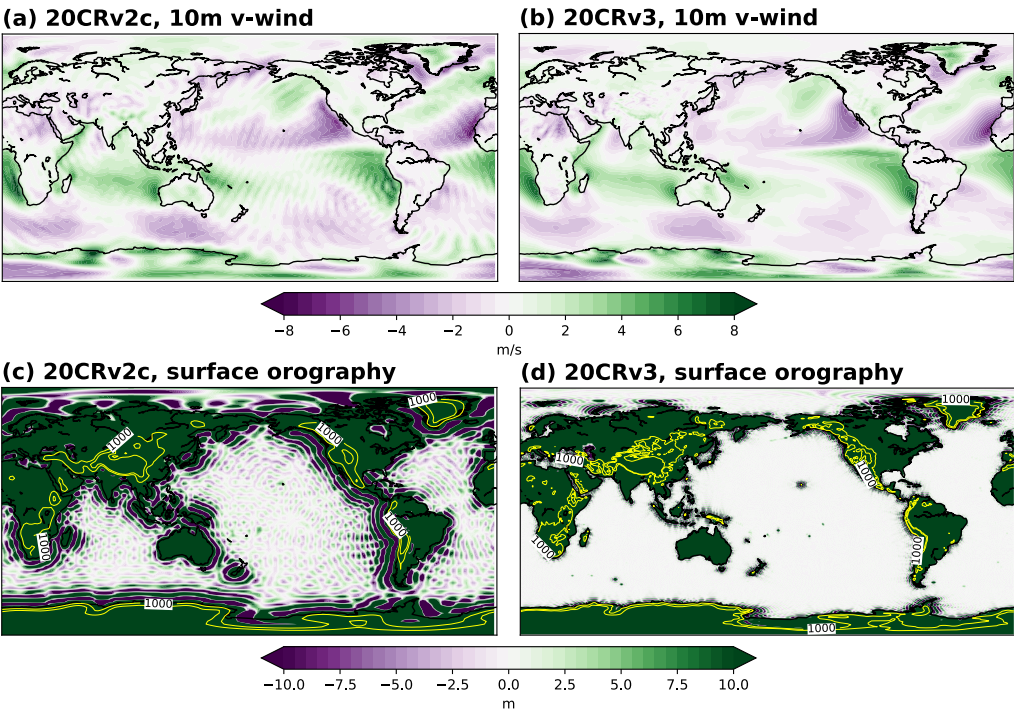 (a) 20CRv2c, 10m v-wind
(b) 20CRv3, 10m v-wind
−8 −6 −4 −2 0 2 4 6 8
m/s
(c) 20CRv2c, surface orography
(d) 20CRv3, surface orography
1000 1000 1000 1000 1000 1000
1000 1000 1000 1000 1000 1000
−10.0 −7.5 −5.0 −2.5 0.0 2.5 5.0 7.5 10.0
m